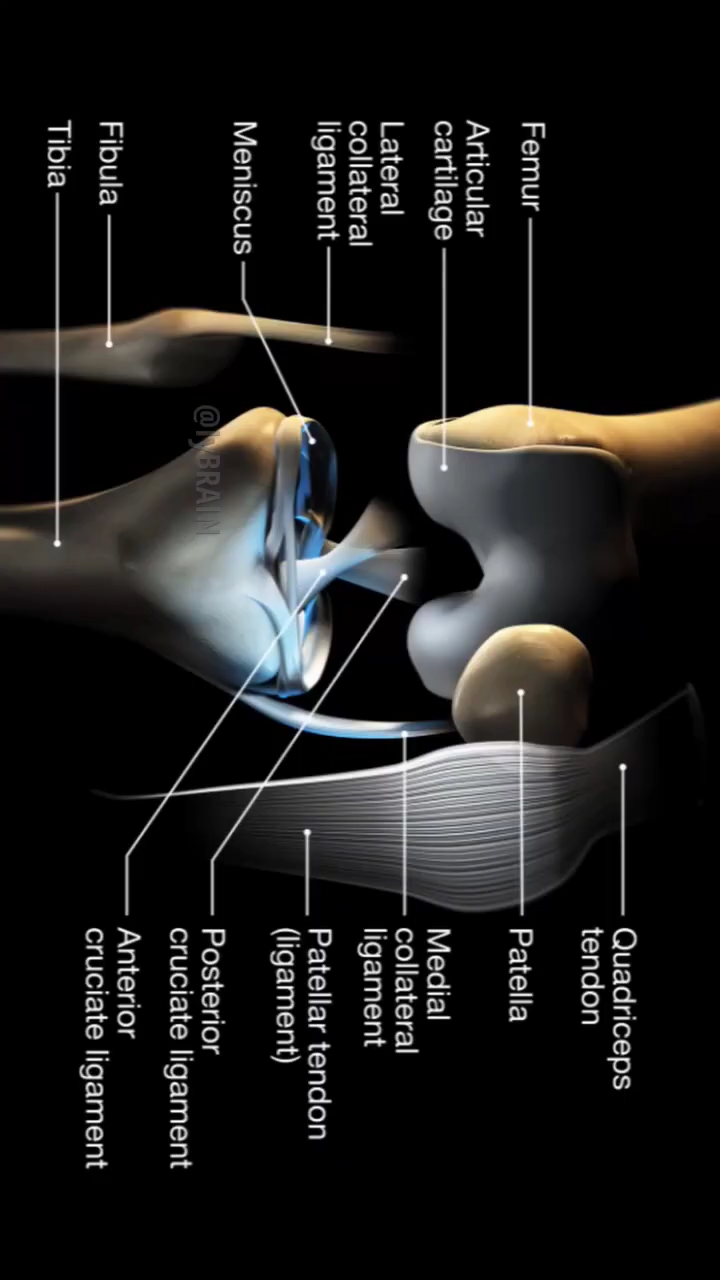 Femur
Articular
cartilage
Lateral
collateral
ligament
Meniscus
Fibula
Tibia
Quadriceps
tendon
Patella
Medial
collateral
ligament
Patellar tendon
(ligament)
Posterior
cruciate ligament
Anterior
cruciate ligament